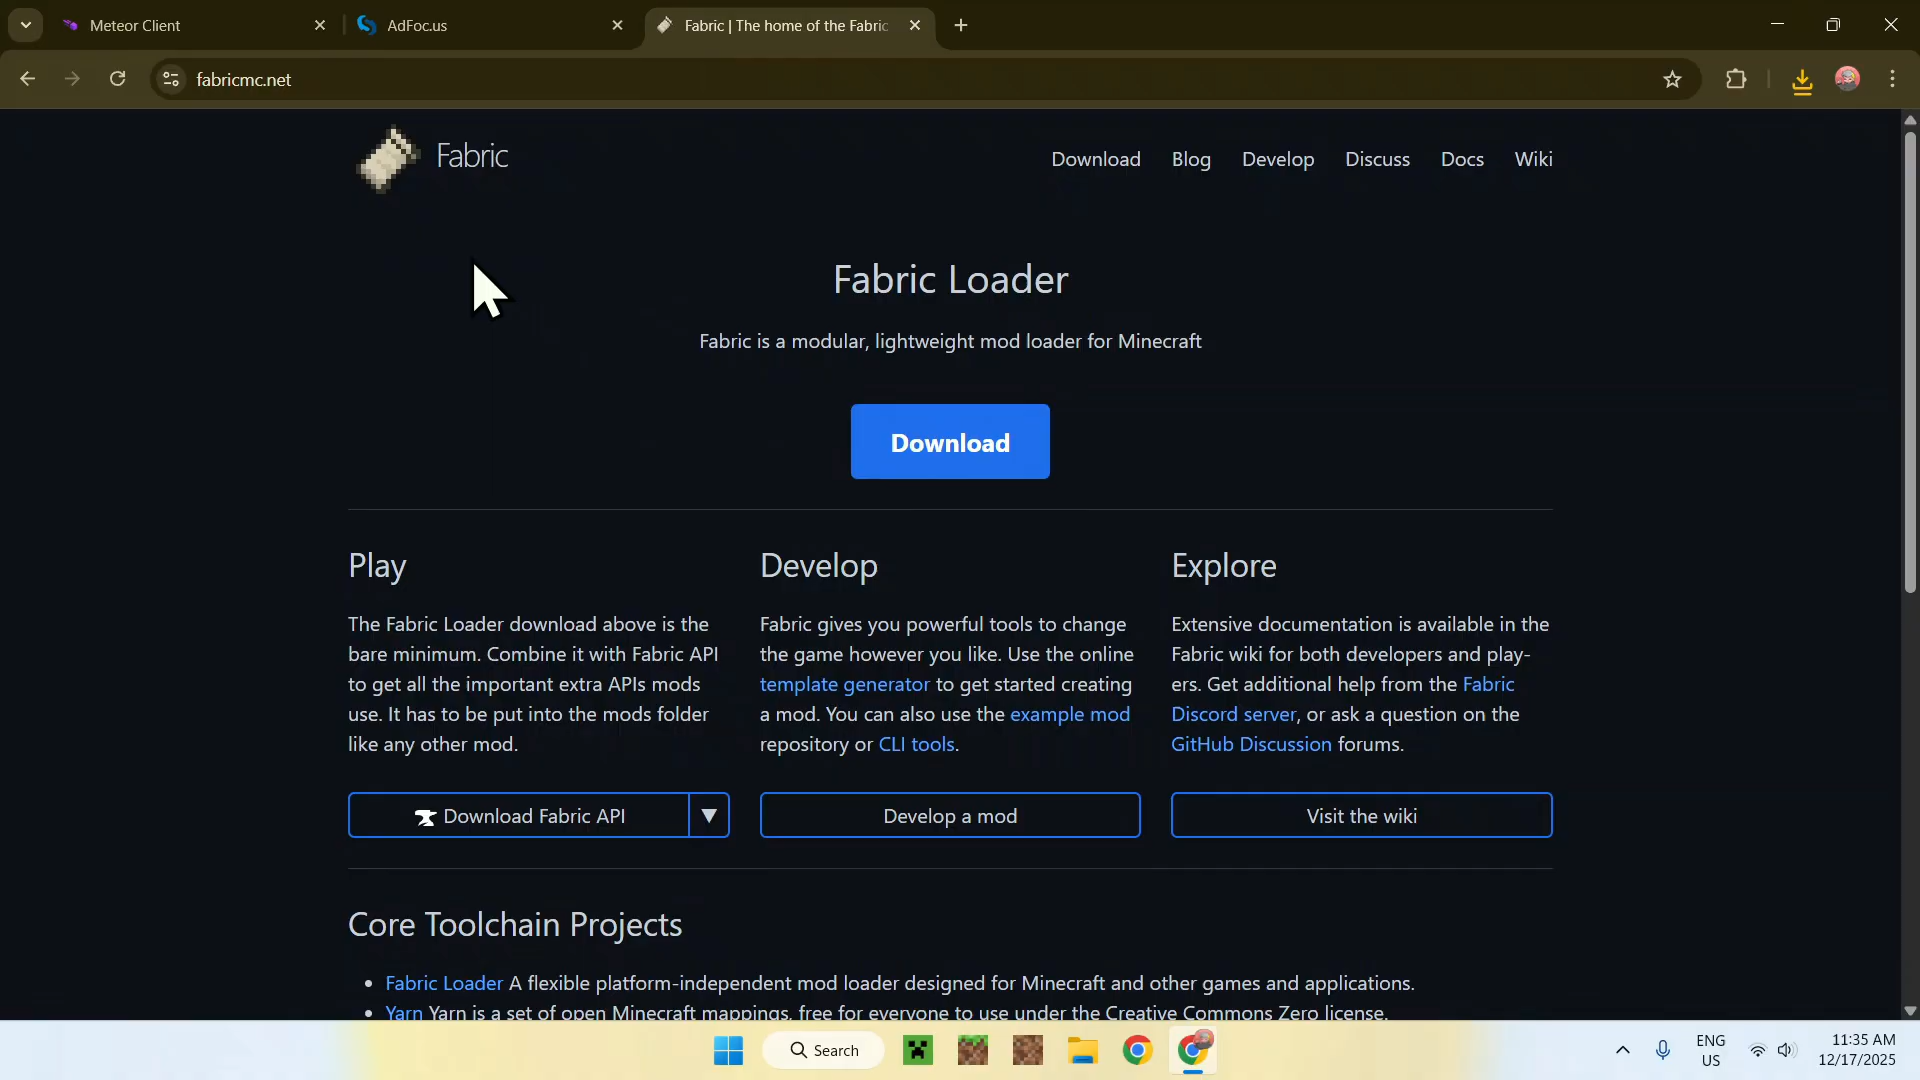 Meteor Client
AdFoc.us
Fabric | The home of the Fabric
fabricmc.net
Fabric
Download
Blog
Develop
Discuss
Docs
Wiki
Fabric Loader
Fabric is a modular, lightweight mod loader for Minecraft
Download
Play
The Fabric Loader download above is the
bare minimum. Combine it with Fabric API
to get all the important extra APIs mods
use. It has to be put into the mods folder
like any other mod.
Download Fabric API
Develop
Fabric gives you powerful tools to change
the game however you like. Use the online
template generator to get started creating
a mod. You can also use the example mod
repository or CLI tools.
Develop a mod
Explore
Extensive documentation is available in the
Fabric wiki for both developers and play-
ers. Get additional help from the Fabric
Discord server, or ask a question on the
GitHub Discussion forums.
Visit the wiki
Core Toolchain Projects
Fabric Loader A flexible platform-independent mod loader designed for Minecraft and other games and applications.
Yarn Yarn is a set of open Minecraft mappings, free for everyone to use under the Creative Commons Zero license.
Search
ENG
US
11:35 AM
12/17/2025